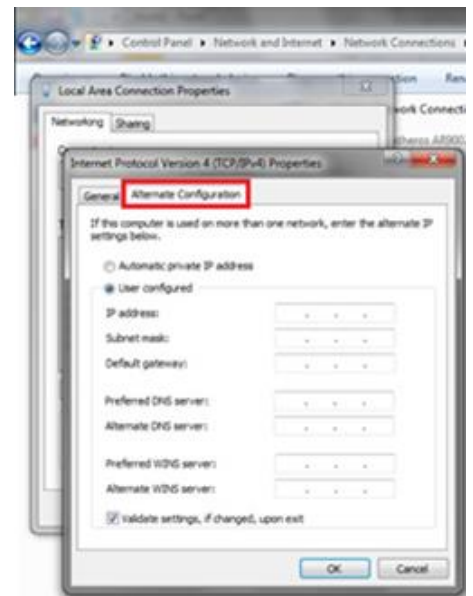 Control Panel ▸ Network and Internet ▸ Network Connections
Local Area Connection Properties
Networking Sharing
Internet Protocol Version 4 (TCP/IPv4) Properties
General Alternate Configuration
If this computer is used on more than one network, enter the alternate IP
settings below.
Automatic private IP address
User configured
IP address:
Subnet mask:
Default gateway:
Preferred DNS server:
Alternate DNS server:
Preferred WINS server:
Alternate WINS server:
Validate settings, if changed, upon exit
OK Cancel